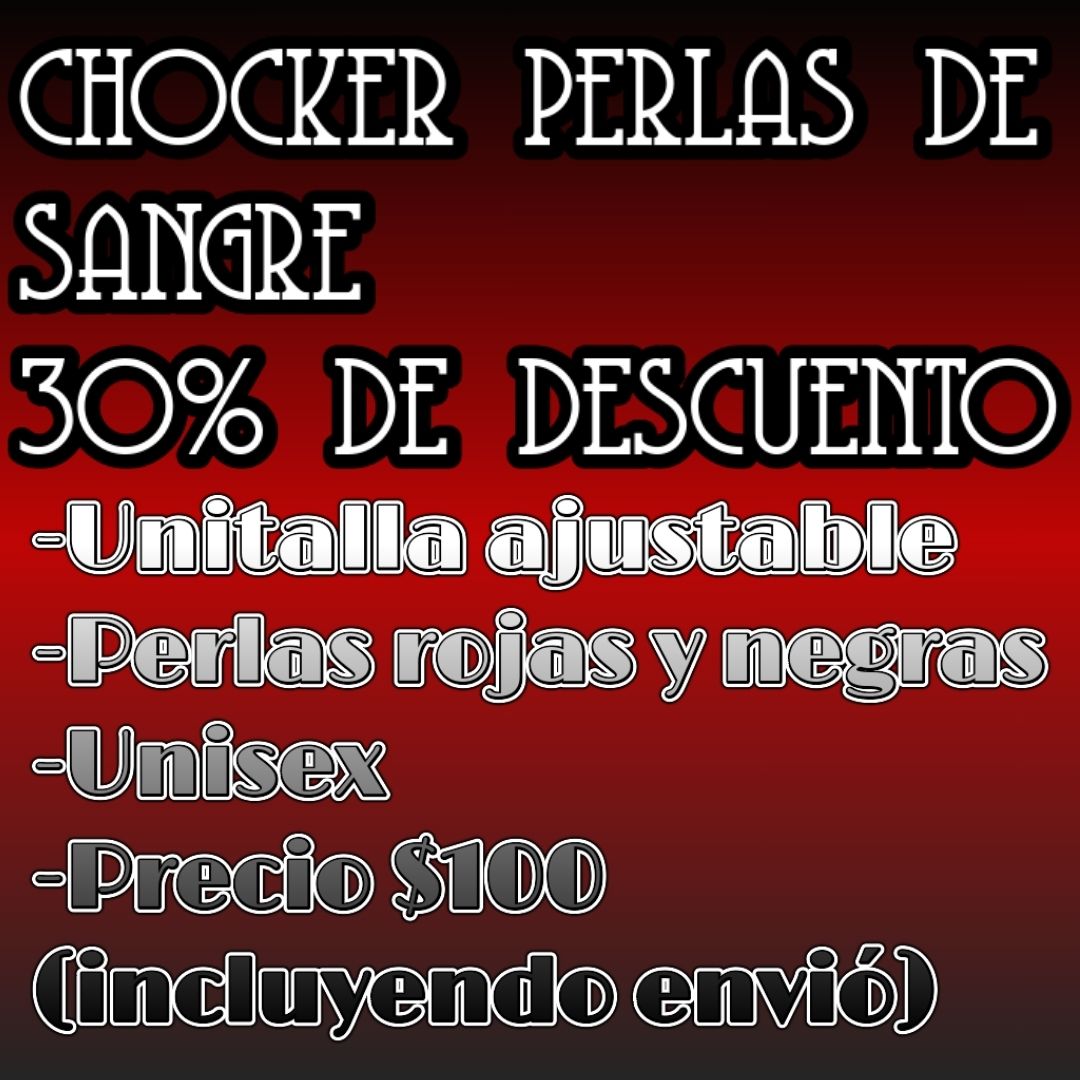 CHOCKER PERLAS DE
SANGRE
30% DE DESCUENTO
-Unitalla ajustable
-Perlas rojas y negras
-Unisex
-Precio $100
(incluyendo envió)